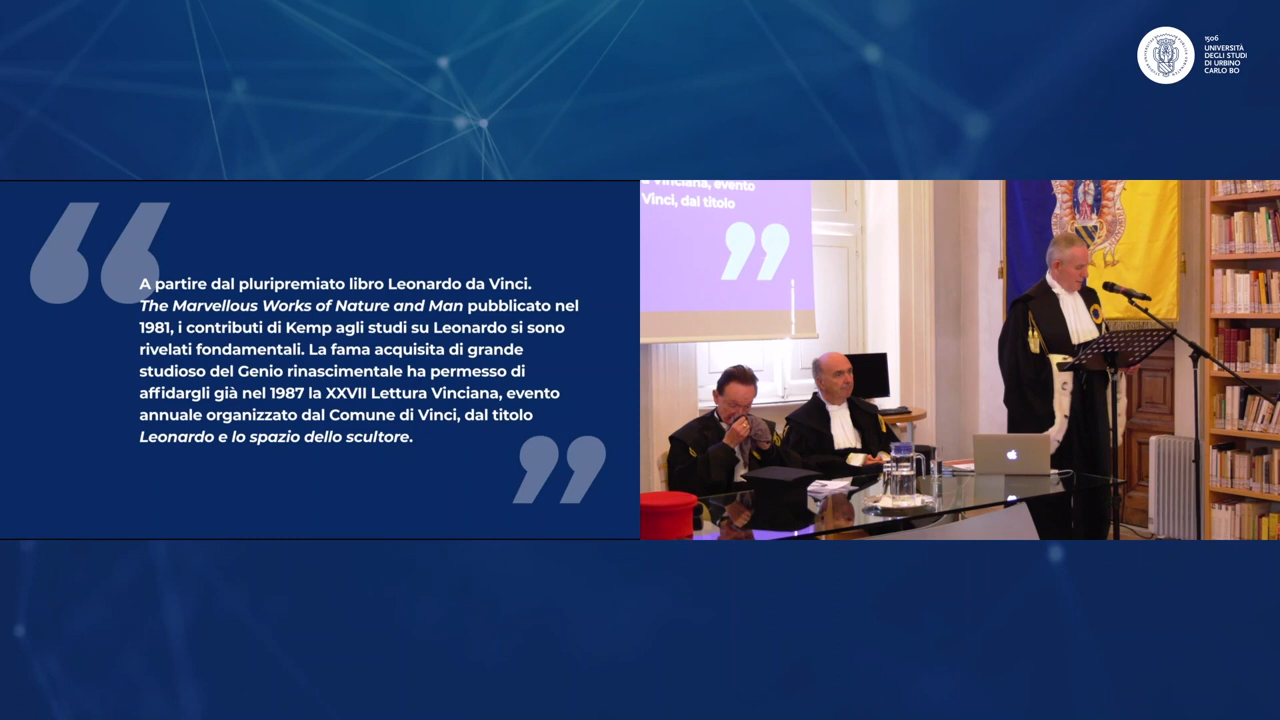 1506
UNIVERSITÀ
DEGLI STUDI
DI URBINO
CARLO BO
A partire dal pluripremiato libro Leonardo da Vinci.
The Marvellous Works of Nature and Man pubblicato nel
1981, i contributi di Kemp agli studi su Leonardo si sono
rivelati fondamentali. La fama acquisita di grande
studioso del Genio rinascimentale ha permesso di
affidargli già nel 1987 la XXVII Lettura Vinciana, evento
annuale organizzato dal Comune di Vinci, dal titolo
Leonardo e lo spazio dello scultore.
Vinciana, evento
Vinci, dal titolo